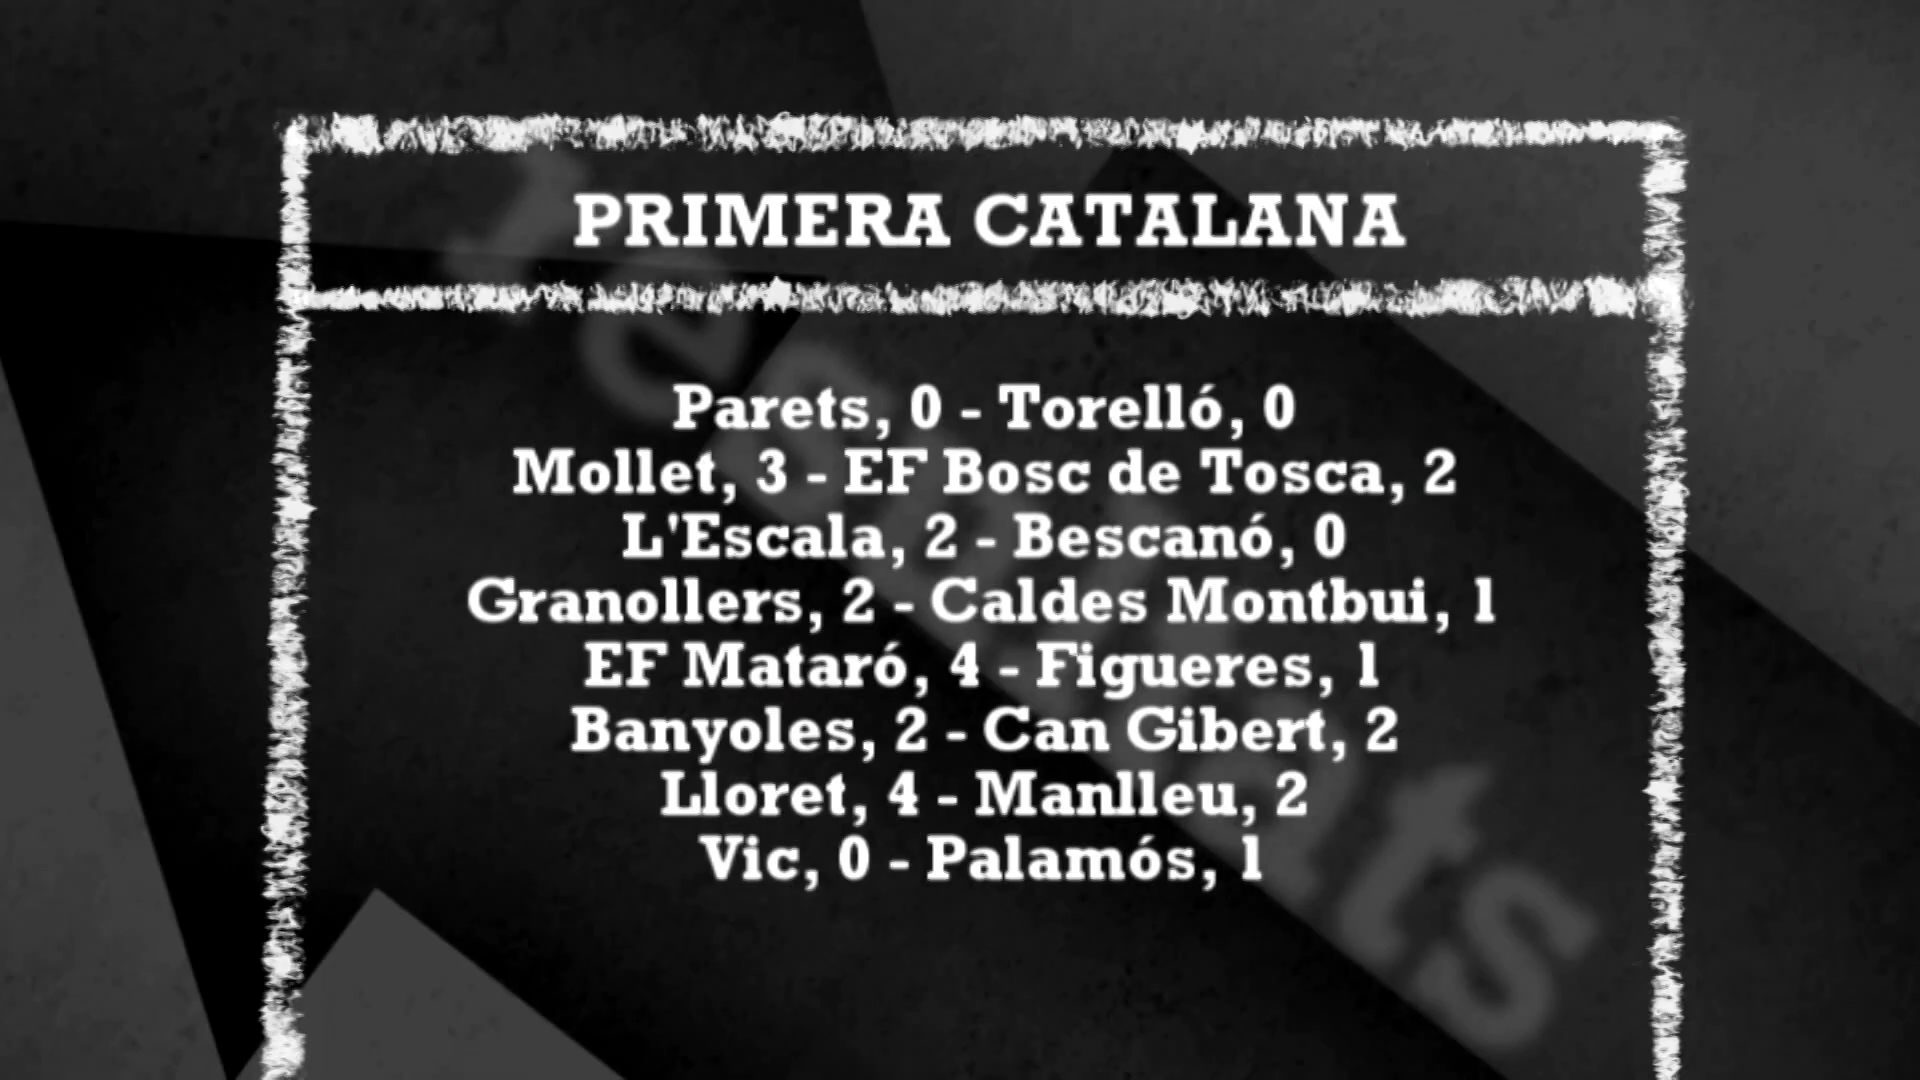 PRIMERA CATALANA
Parets, 0 - Torelló, 0
Mollet, 3 - EF Bosc de Tosca, 2
L'Escala, 2 - Bescanó, 0
Granollers, 2 - Caldes Montbui, 1
EF Mataró, 4 - Figueres, 1
Banyoles, 2 - Can Gibert, 2
Lloret, 4 - Manlleu, 2
Vic, 0 - Palamós, 1